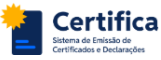 Certifica
Sistema de Emissão de
Certificados e Declarações